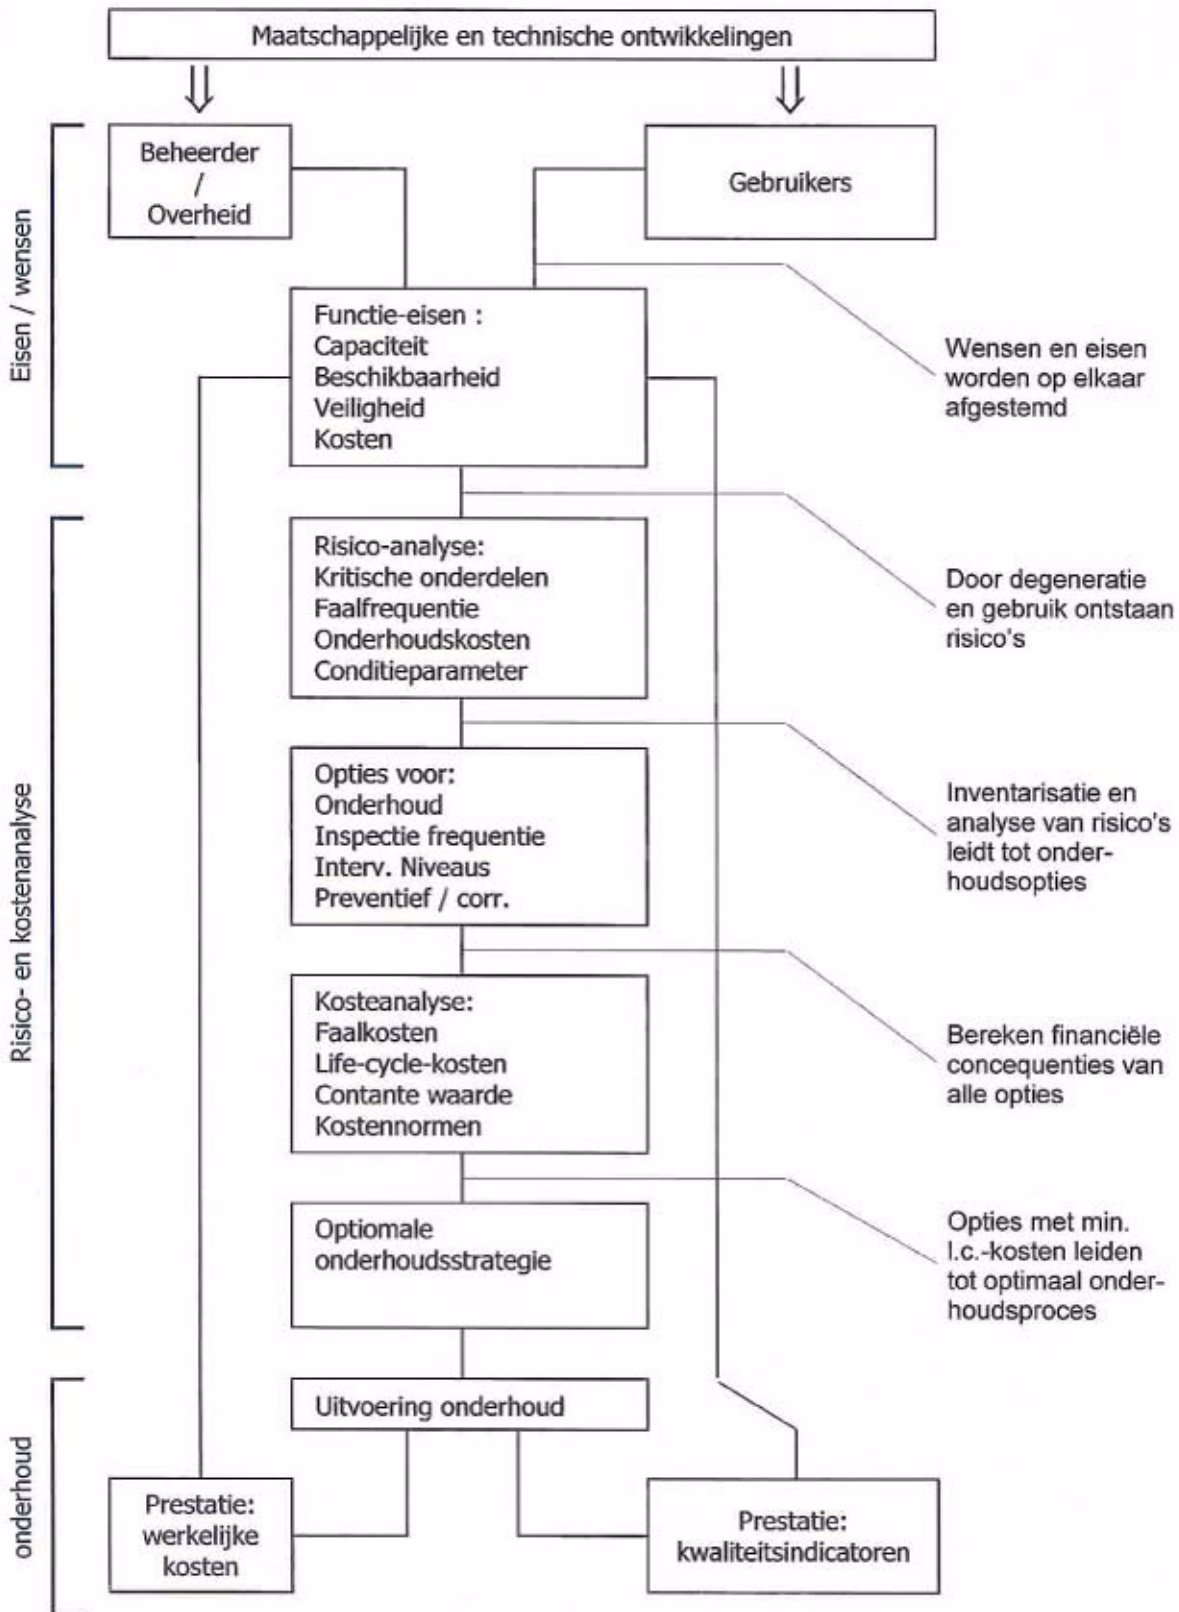 Maatschappelijke en technische ontwikkelingen
Beheerder
/
Overheid
Gebruikers
Eisen / wensen
Functie-eisen :
Capaciteit
Beschikbaarheid
Veiligheid
Kosten
Wensen en eisen
worden op elkaar
afgestemd
Risico- en kostenanalyse
Risico-analyse:
Kritische onderdelen
Faalfrequentie
Onderhoudskosten
Conditieparameter
Door degeneratie
en gebruik ontstaan
risico's
Opties voor:
Onderhoud
Inspectie frequentie
Interv. Niveaus
Preventief / corr.
Inventarisatie en
analyse van risico's
leidt tot onder-
houdsopties
Kosteanalyse:
Faalkosten
Life-cycle-kosten
Contante waarde
Kostennormen
Bereken financiële
concequenties van
alle opties
Optiomale
onderhoudsstrategie
Opties met min.
l.c.-kosten leiden
tot optimaal onder-
houdsproces
onderhoud
Uitvoering onderhoud
Prestatie:
werkelijke
kosten
Prestatie:
kwaliteitsindicatoren